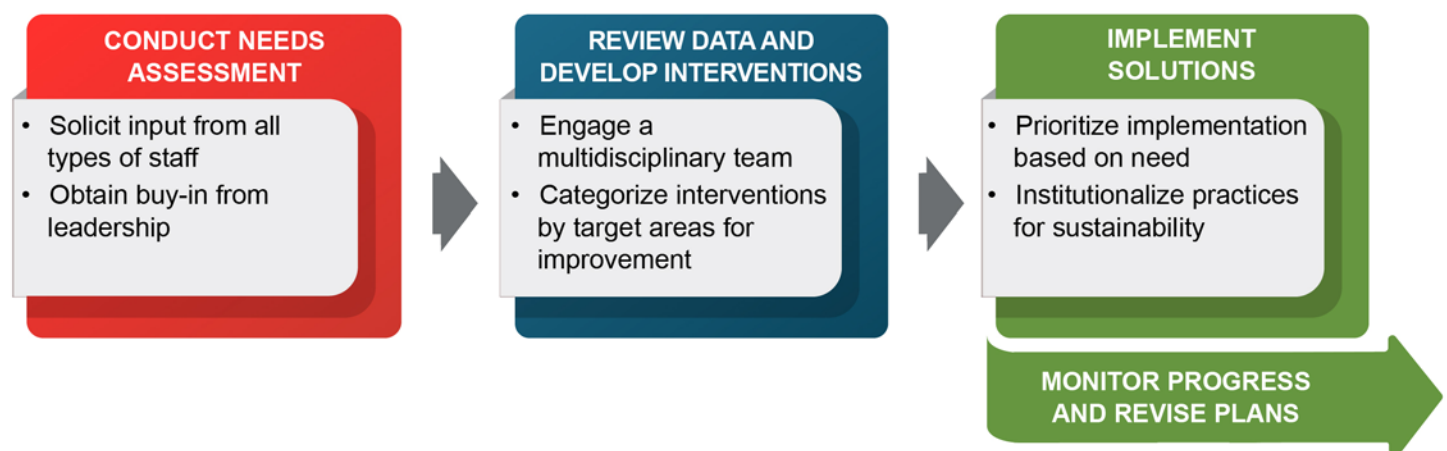 CONDUCT NEEDS
ASSESSMENT
• Solicit input from all
types of staff
• Obtain buy-in from
leadership
REVIEW DATA AND
DEVELOP INTERVENTIONS
• Engage a
multidisciplinary team
• Categorize interventions
by target areas for
improvement
IMPLEMENT
SOLUTIONS
• Prioritize implementation
based on need
• Institutionalize practices
for sustainability
MONITOR PROGRESS
AND REVISE PLANS